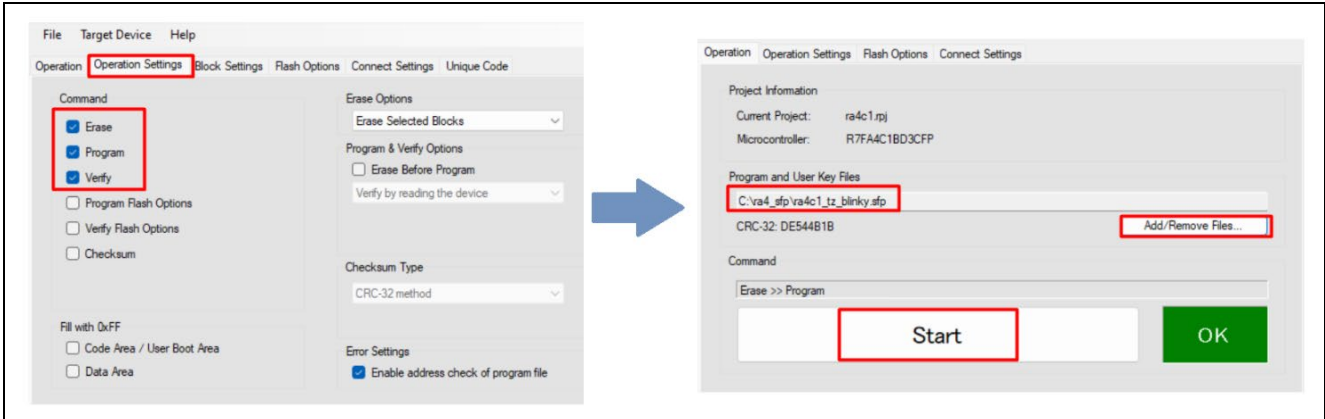 File Target Device Help
Operation Operation Settings Block Settings Flash Options Connect Settings Unique Code
Command
Erase
Program
Verify
Program Flash Options
Verify Flash Options
Checksum
Fill with 0xFF
Code Area / User Boot Area
Data Area
Erase Options
Erase Selected Blocks
Program & Verify Options
Erase Before Program
Verify by reading the device
Checksum Type
CRC-32 method
Error Settings
Enable address check of program file
Operation Operation Settings Flash Options Connect Settings
Project Information
Current Project: ra4c1.rpj
Microcontroller: R7FA4C1BD3CFP
Program and User Key Files
C:\ra4_sfp\ra4c1_tz_blinky.sfp
CRC-32: DE544B1B Add/Remove Files...
Command
Erase >> Program
Start OK